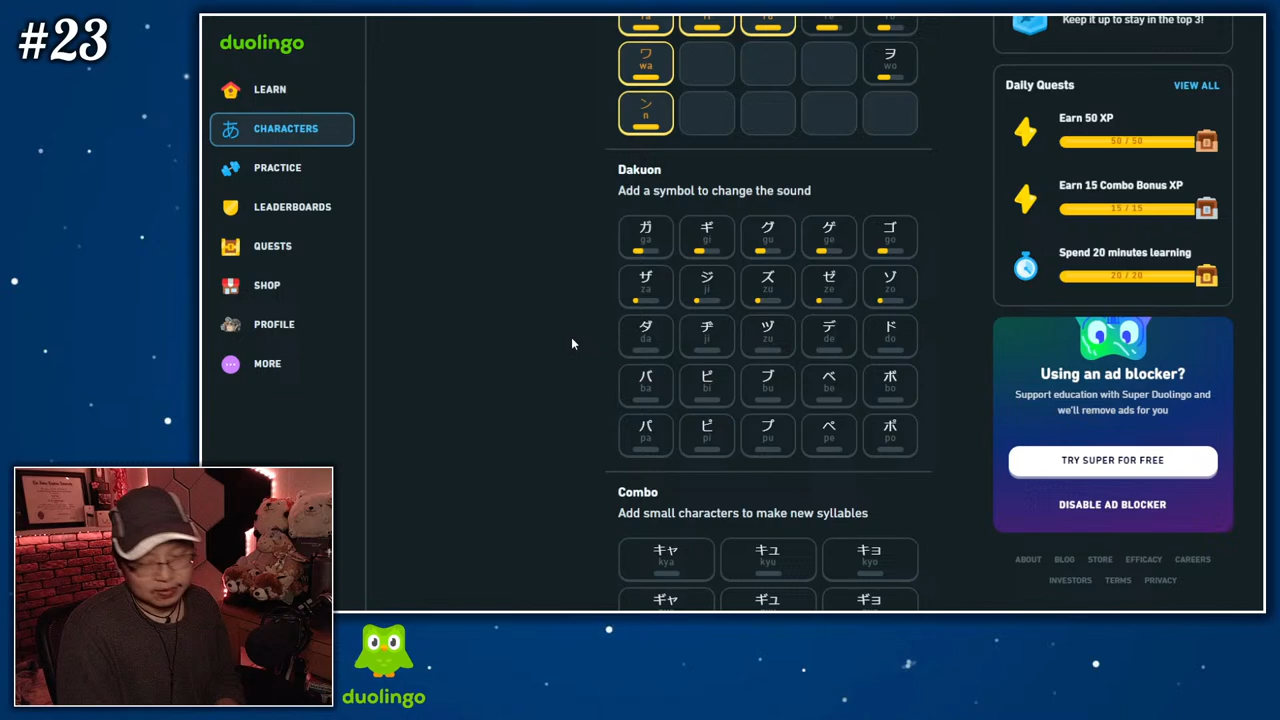 #23
duolingo
LEARN
CHARACTERS
PRACTICE
LEADERBOARDS
QUESTS
SHOP
PROFILE
MORE
ra ri ru re ro
ワ ヲ
wa wo
ン
n
Dakuon
Add a symbol to change the sound
ガ ギ グ ゲ ゴ
ga gi gu ge go
ザ ジ ズ ゼ ゾ
za ji zu ze zo
ダ ヂ ヅ デ ド
da ji zu de do
バ ビ ブ ベ ボ
ba bi bu be bo
パ ピ プ ペ ポ
pa pi pu pe po
Combo
Add small characters to make new syllables
キャ キュ キョ
kya kyu kyo
ギャ ギュ ギョ
Keep it up to stay in the top 3!
Daily Quests VIEW ALL
Earn 50 XP
50 / 50
Earn 15 Combo Bonus XP
15 / 15
Spend 20 minutes learning
20 / 20
Using an ad blocker?
Support education with Super Duolingo and
we'll remove ads for you
TRY SUPER FOR FREE
DISABLE AD BLOCKER
ABOUT BLOG STORE EFFICACY CAREERS
INVESTORS TERMS PRIVACY
duolingo